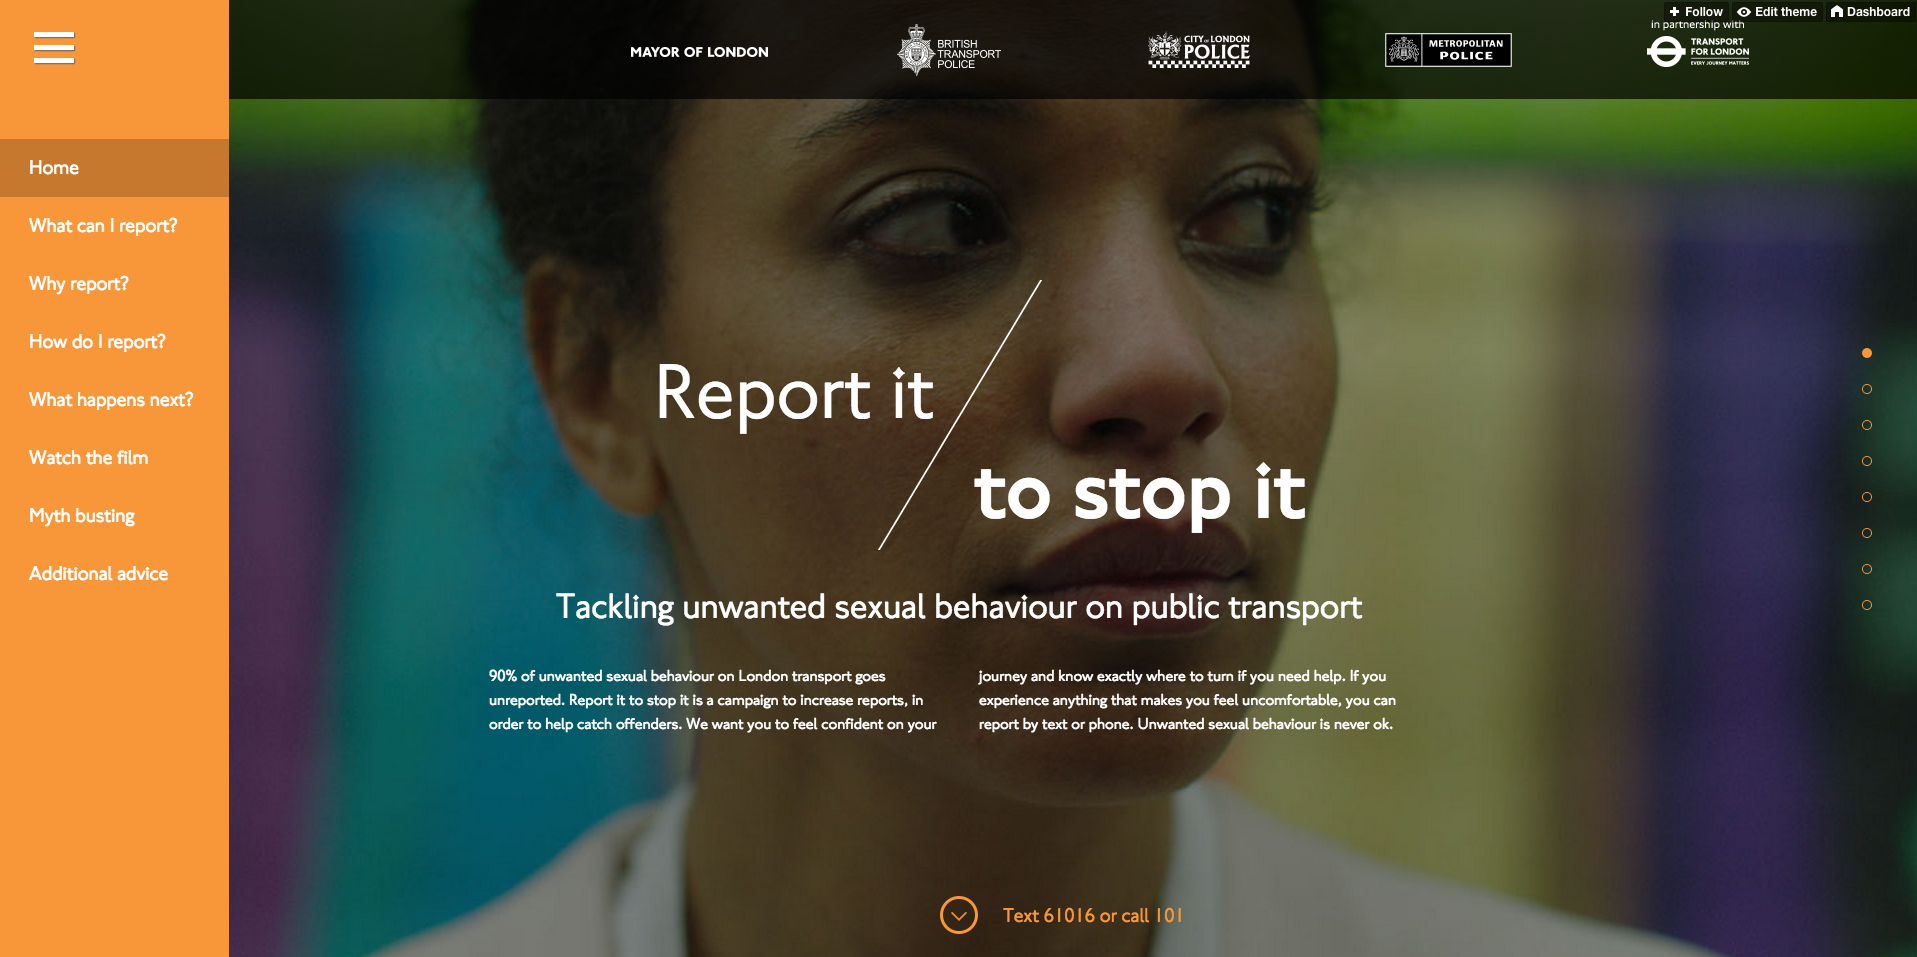 Follow
Edit theme
Dashboard
in partnership with
MAYOR OF LONDON
BRITISH
TRANSPORT
POLICE
CITY OF LONDON
POLICE
METROPOLITAN
POLICE
TRANSPORT
FOR LONDON
EVERY JOURNEY MATTERS
Home
What can I report?
Why report?
How do I report?
What happens next?
Watch the film
Myth busting
Additional advice
Report it
to stop it
Tackling unwanted sexual behaviour on public transport
90% of unwanted sexual behaviour on London transport goes
unreported. Report it to stop it is a campaign to increase reports, in
order to help catch offenders. We want you to feel confident on your
journey and know exactly where to turn if you need help. If you
experience anything that makes you feel uncomfortable, you can
report by text or phone. Unwanted sexual behaviour is never ok.
Text 61016 or call 101